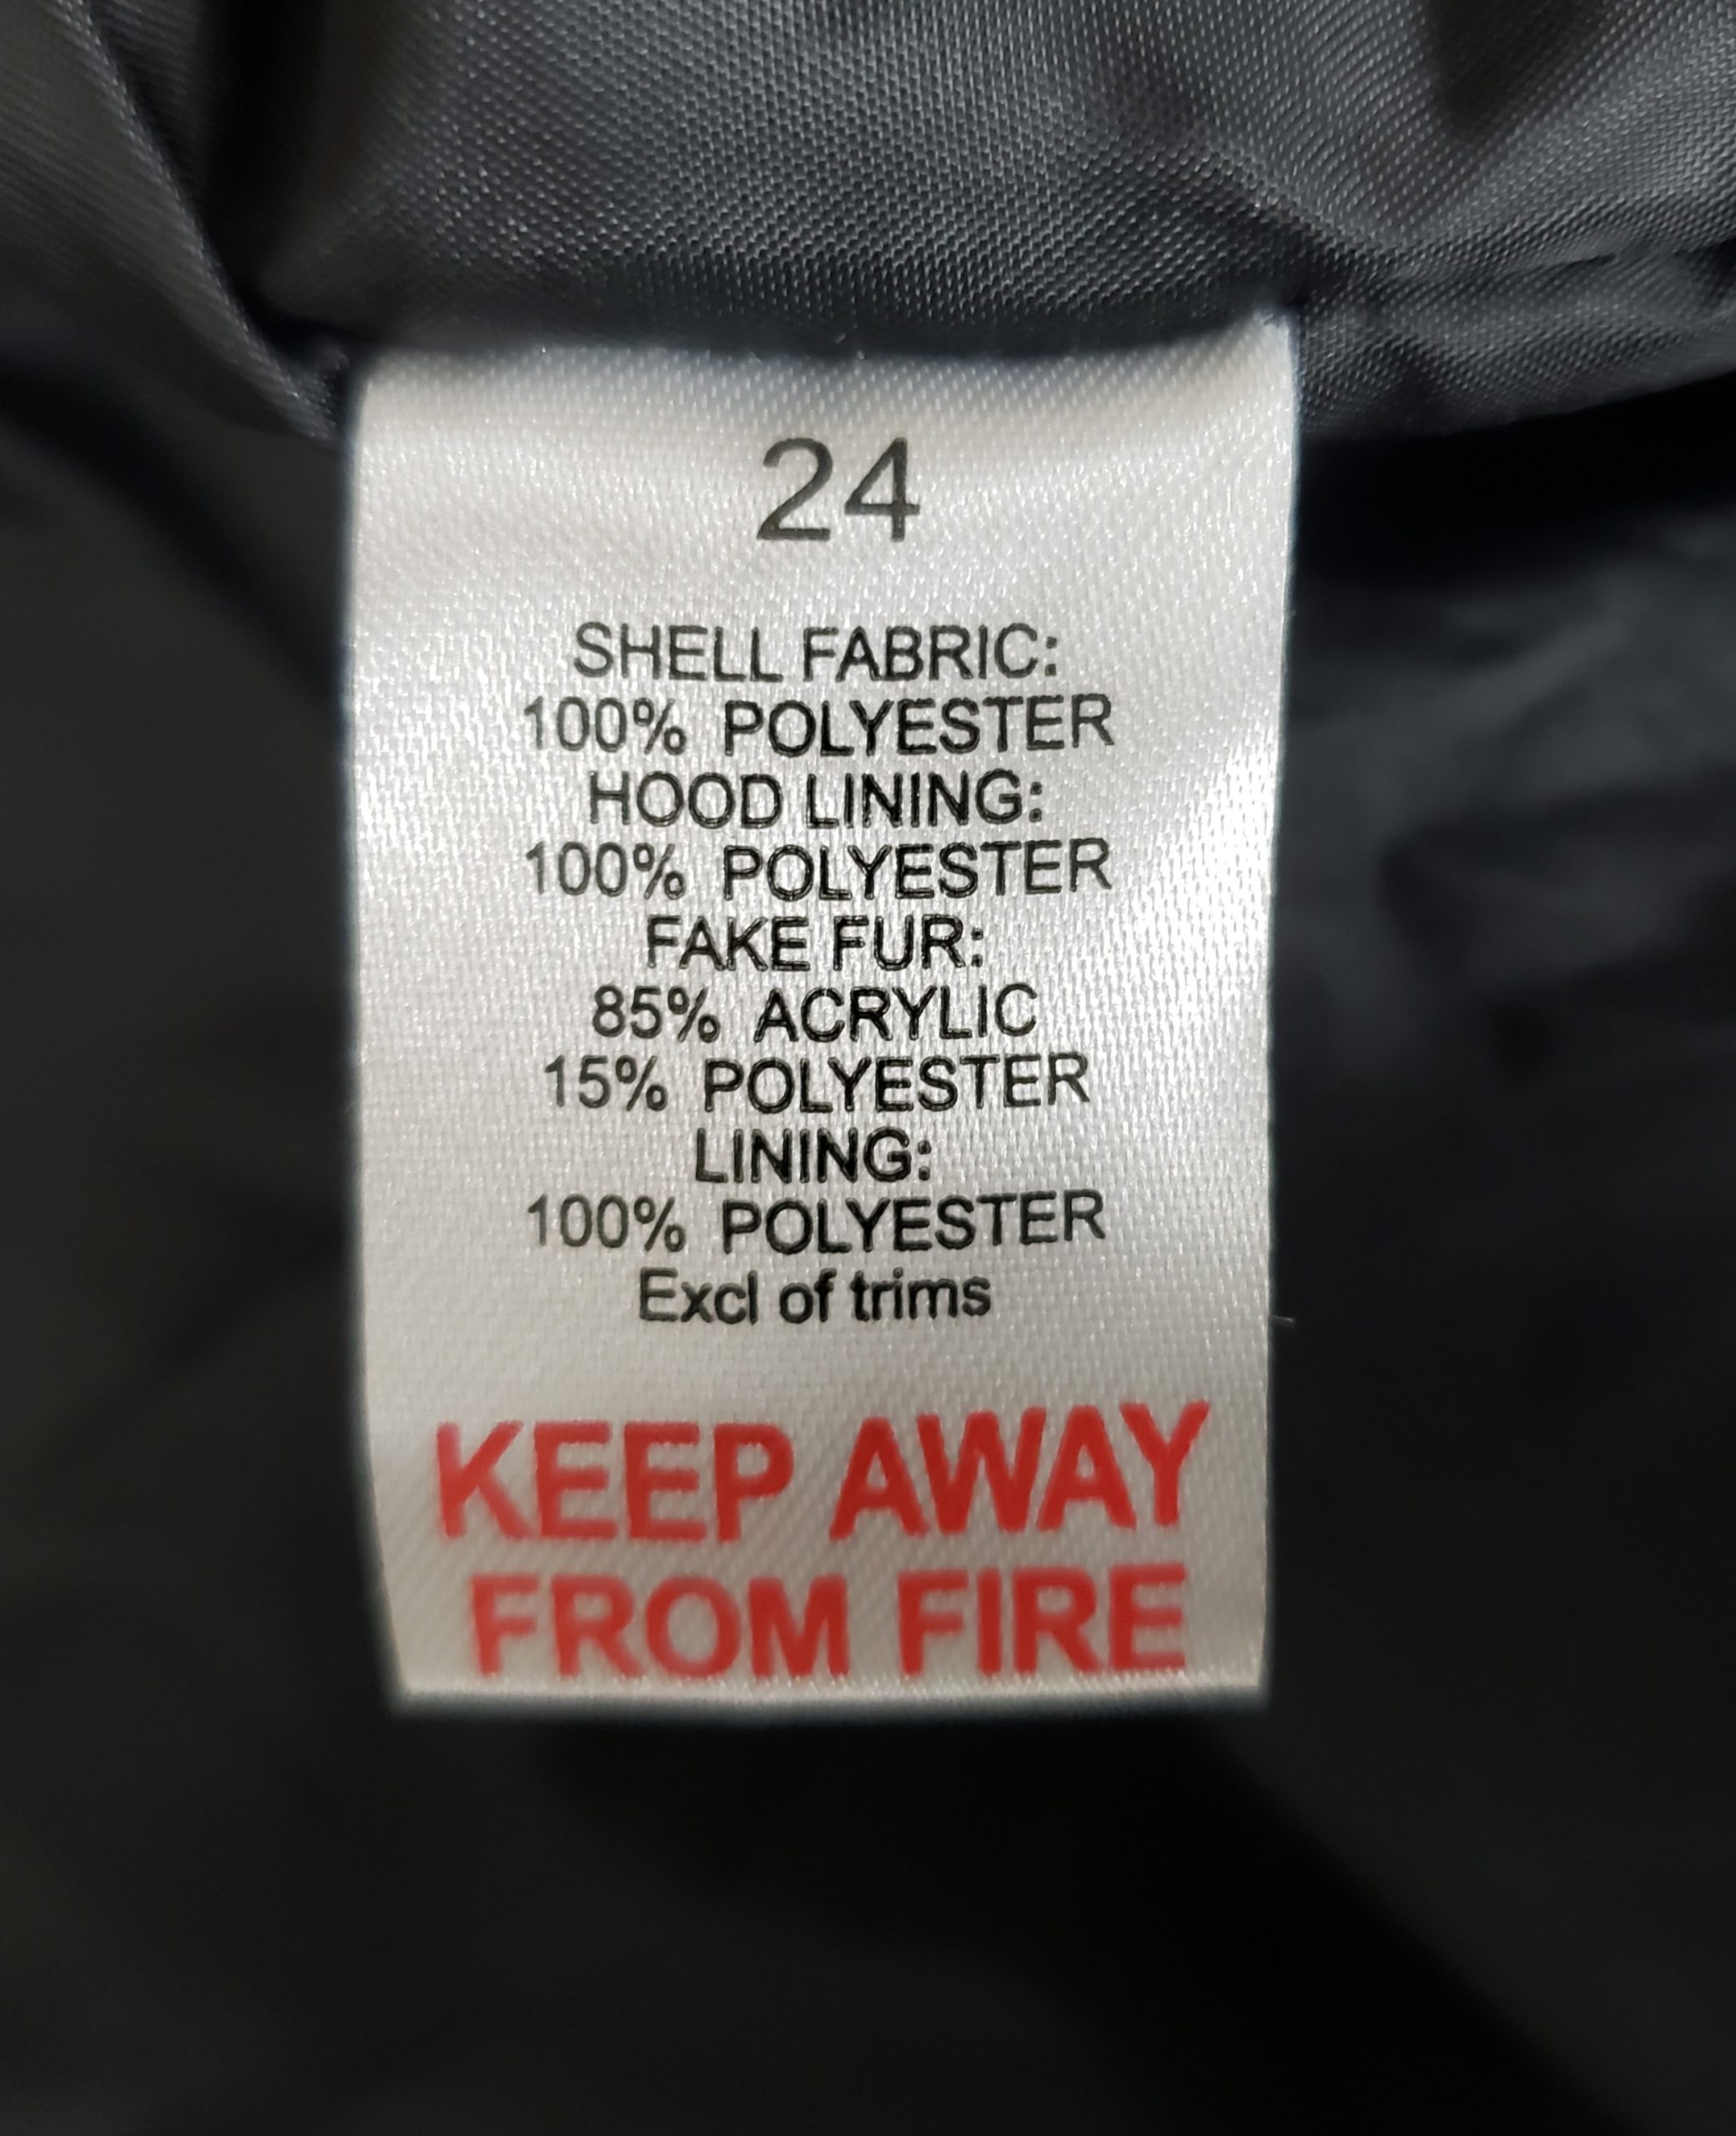 24
SHELL FABRIC:
100% POLYESTER
HOOD LINING:
100% POLYESTER
FAKE FUR:
85% ACRYLIC
15% POLYESTER
LINING:
100% POLYESTER
Excl of trims
KEEP AWAY
FROM FIRE